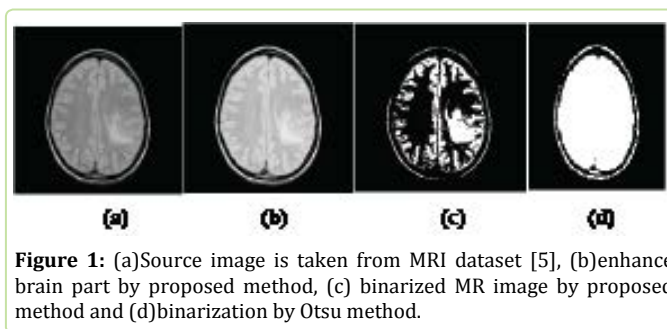 (a) (b) (c) (d)
Figure 1: (a)Source image is taken from MRI dataset [5], (b)enhance
brain part by proposed method, (c) binarized MR image by proposed
method and (d)binarization by Otsu method.